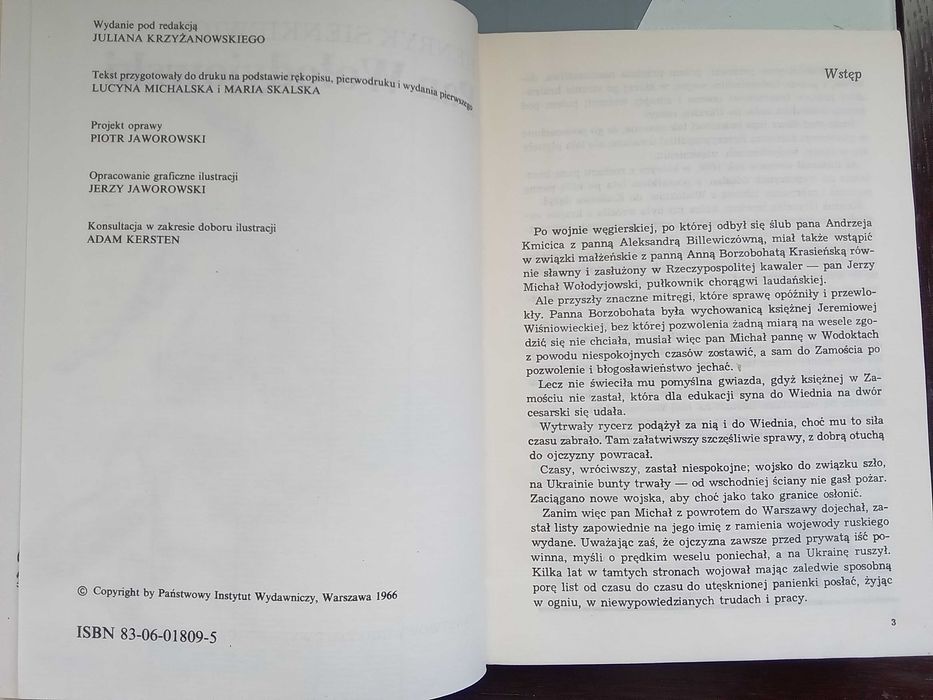 Wydanie pod redakcją
JULIANA KRZYŻANOWSKIEGO
Tekst przygotowały do druku na podstawie rękopisu, pierwodruku i wydania pierwszego
LUCYNA MICHALSKA i MARIA SKALSKA
Projekt oprawy
PIOTR JAWOROWSKI
Opracowanie graficzne ilustracji
JERZY JAWOROWSKI
Konsultacja w zakresie doboru ilustracji
ADAM KERSTEN
© Copyright by Państwowy Instytut Wydawniczy, Warszawa 1966
ISBN 83-06-01809-5
Wstęp
Po wojnie węgierskiej, po której odbył się ślub pana Andrzeja
Kmicica z panną Aleksandrą Billewiczówną, miał także wstąpić
w związki małżeńskie z panną Anną Borzobohatą Krasieńską rów-
nie sławny i zasłużony w Rzeczypospolitej kawaler — pan Jerzy
Michał Wołodyjowski, pułkownik chorągwi laudańskiej.
Ale przyszły znaczne mitręgi, które sprawę opóźniły i przewlo-
kły. Panna Borzobohata była wychowanicą księżnej Jeremiowej
Wiśniowieckiej, bez której pozwolenia żadną miarą na wesele zgo-
dzić się nie chciała, musiał więc pan Michał pannę w Wodoktach
z powodu niespokojnych czasów zostawić, a sam do Zamościa po
pozwolenie i błogosławieństwo jechać.
Lecz nie świeciła mu pomyślna gwiazda, gdyż księżnej w Za-
mościu nie zastał, która dla edukacji syna do Wiednia na dwór
cesarski się udała.
Wytrwały rycerz podążył za nią i do Wiednia, choć mu to siła
czasu zabrało. Tam załatwiwszy szczęśliwie sprawy, z dobrą otuchą
do ojczyzny powracał.
Czasy, wróciwszy, zastał niespokojne; wojsko do związku szło,
na Ukrainie bunty trwały — od wschodniej ściany nie gasł pożar.
Zaciągano nowe wojska, aby choć jako tako granice osłonić.
Zanim więc pan Michał z powrotem do Warszawy dojechał, za-
stał listy zapowiednie na jego imię z ramienia wojewody ruskiego
wydane. Uważając zaś, że ojczyzna zawsze przed prywatą iść po-
winna, myśli o prędkim weselu poniechał, a na Ukrainę ruszył.
Kilka lat w tamtych stronach wojował mając zaledwie sposobną
porę list od czasu do czasu do utęsknionej panienki posłać, żyjąc
w ogniu, w niewypowiedzianych trudach i pracy.
3